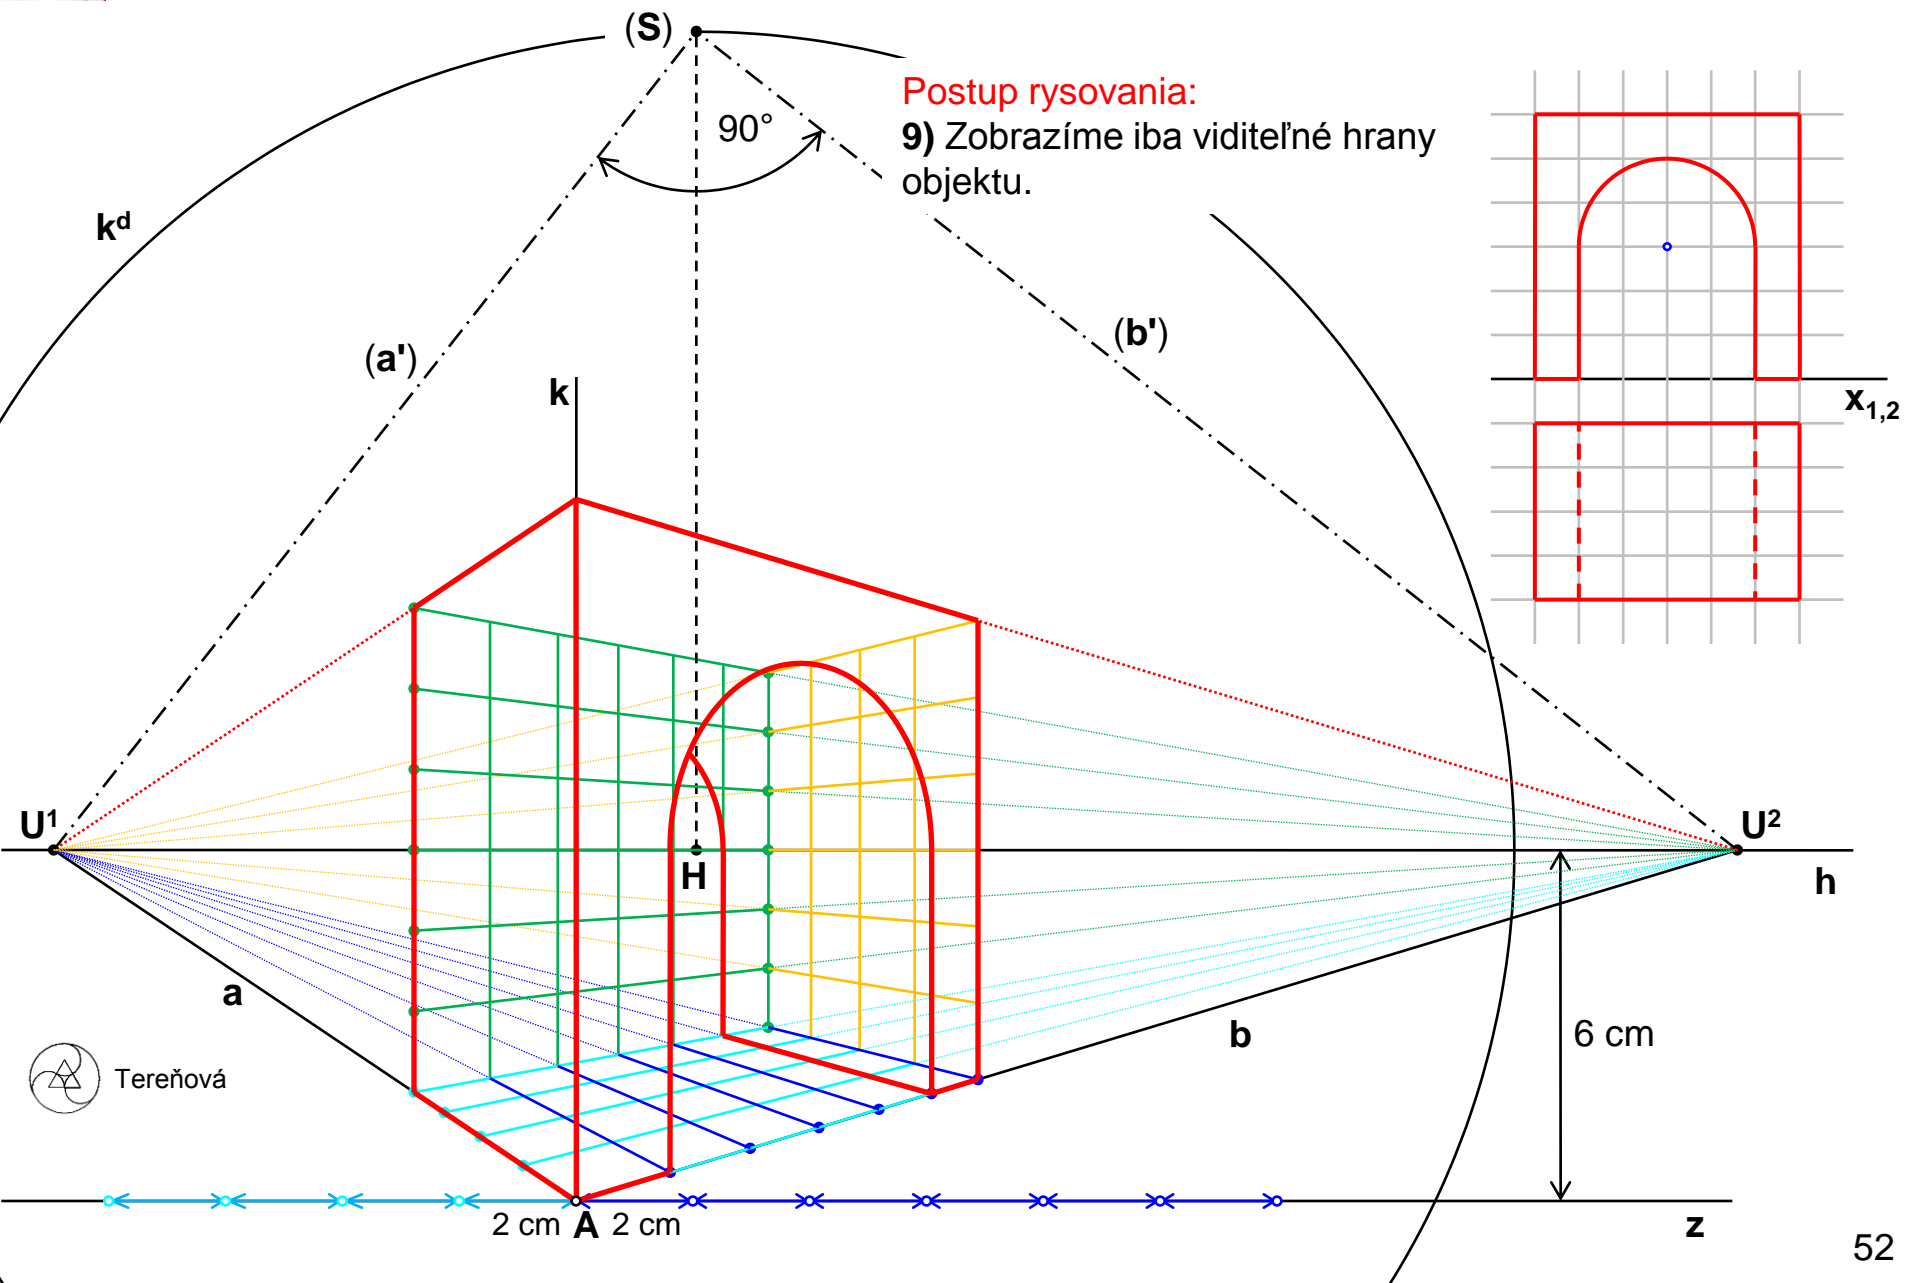 (S)
Postup rysovania:
9) Zobrazíme iba viditeľné hrany
objektu.
90°
kᵈ
(a')
(b')
k
x₁,₂
U¹
U²
H
h
a
b
6 cm
Tereňová
2 cm A 2 cm
z
52